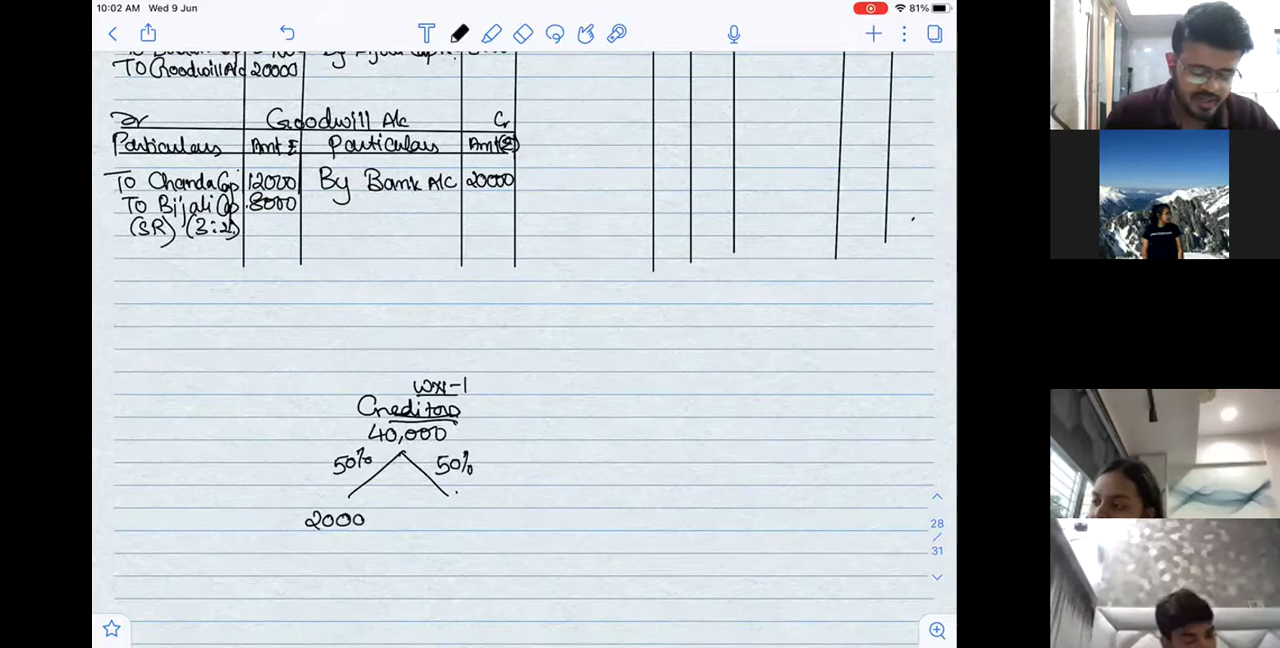 10:02 AM Wed 9 Jun
81%
To Goodwill A/c 20000
Dr Goodwill A/c Cr
Particulars Amt ₹ Particulars Amt (₹)
To Chanda Cap 12000 By Bank A/c 20000
To Bijali Cap 8000
(SR) (3:2)
WN-1
Creditors
40,000
50% 50%
2000
28
/
31